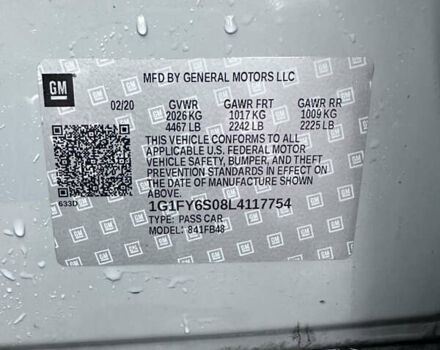 GM
MFD BY GENERAL MOTORS LLC
02/20 GVWR GAWR FRT GAWR RR
2026 KG 1017 KG 1009 KG
4467 LB 2242 LB 2225 LB
THIS VEHICLE CONFORMS TO ALL
APPLICABLE U.S. FEDERAL MOTOR
VEHICLE SAFETY, BUMPER, AND THEFT
PREVENTION STANDARDS IN EFFECT ON
THE DATE OF MANUFACTURE SHOWN
ABOVE.
633D 1G1FY6S08L4117754
TYPE: PASS CAR
MODEL: 841FB48